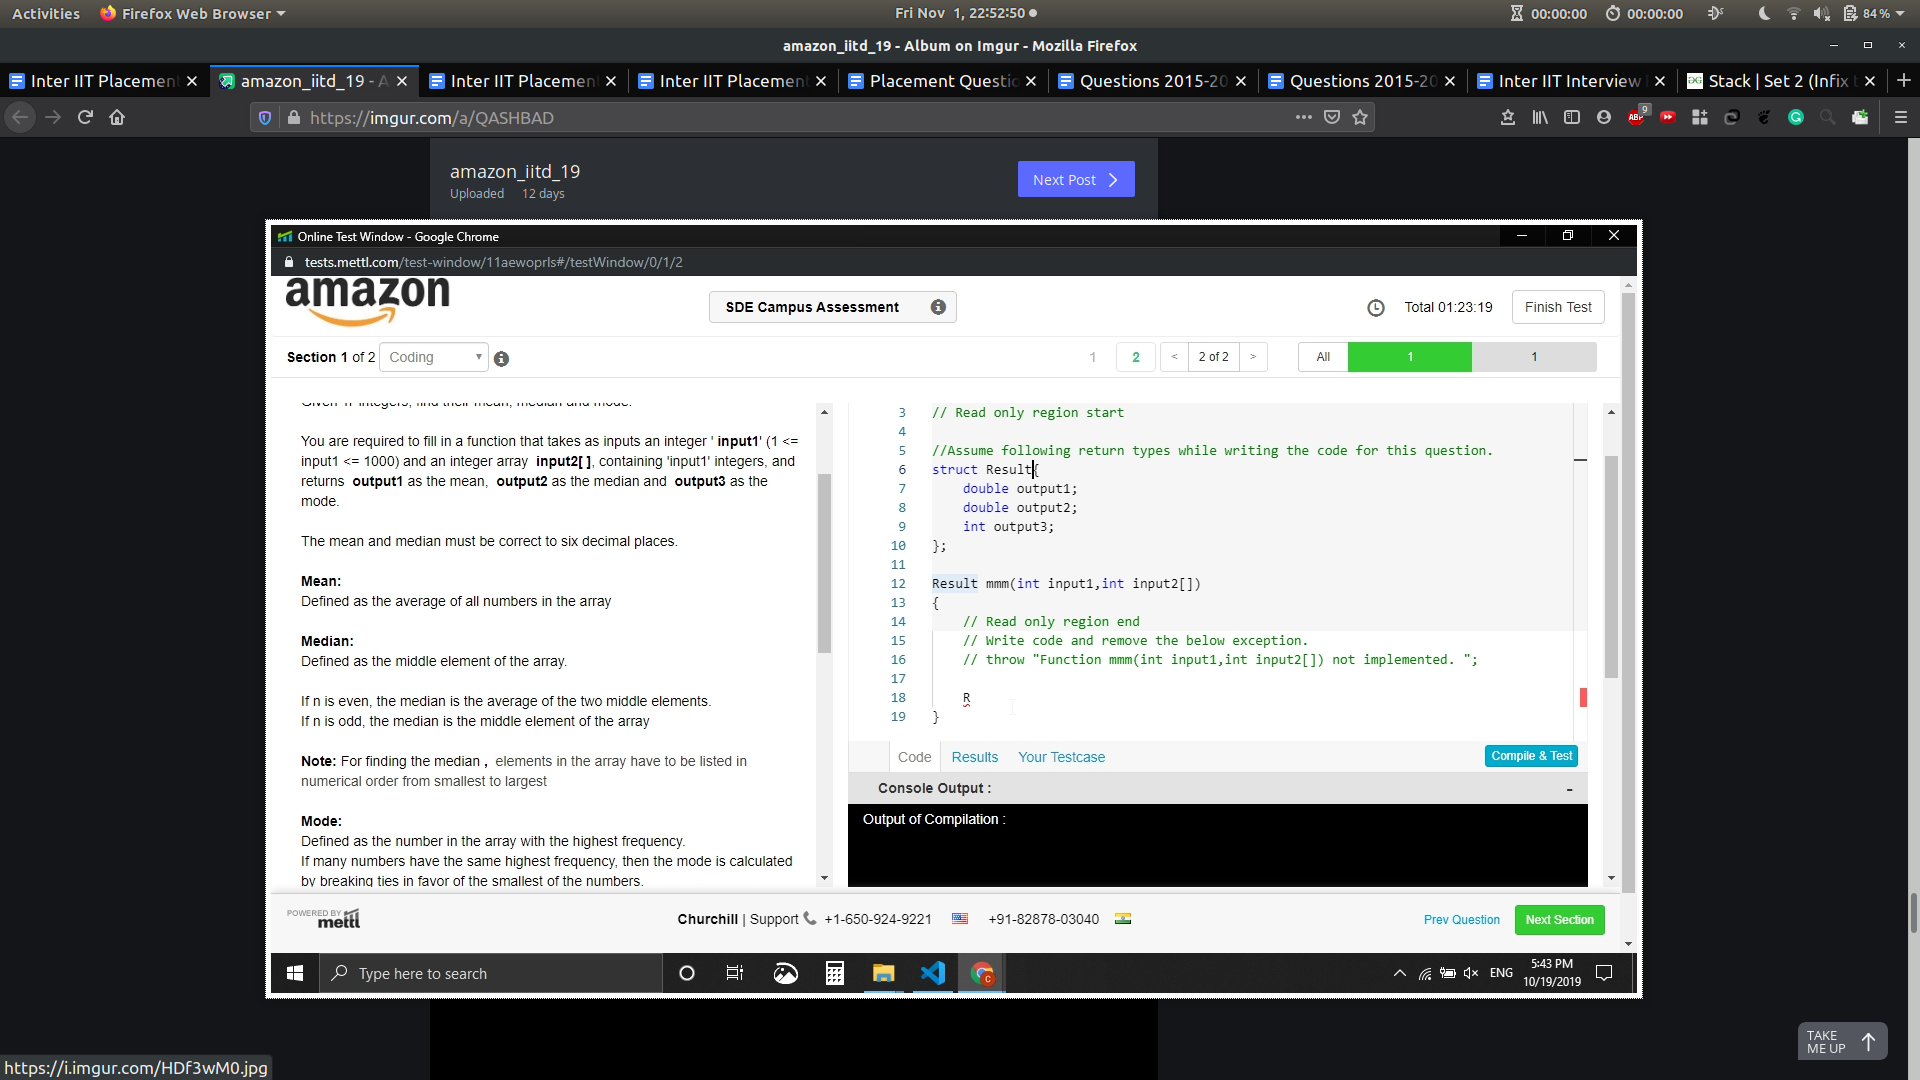 Activities Firefox Web Browser Fri Nov 1, 22:52:50 00:00:00 00:00:00 84 %
amazon_iitd_19 - Album on Imgur - Mozilla Firefox
Inter IIT Placemen amazon_iitd_19 - A Inter IIT Placemen Inter IIT Placement Placement Questio Questions 2015-20 Questions 2015-20 Inter IIT Interview Stack | Set 2 (Infix
https://imgur.com/a/QASHBAD ABP 9
amazon_iitd_19
Uploaded 12 days
Next Post
Online Test Window - Google Chrome
tests.mettl.com/test-window/11aewoprls#/testWindow/0/1/2
amazon
SDE Campus Assessment
Total 01:23:19 Finish Test
Section 1 of 2 Coding 1 2 < 2 of 2 > All 1 1
Given 'n' integers, find their mean, median and mode.
You are required to fill in a function that takes as inputs an integer ' input1' (1 <=
input1 <= 1000) and an integer array input2[ ], containing 'input1' integers, and
returns output1 as the mean, output2 as the median and output3 as the
mode.
The mean and median must be correct to six decimal places.
Mean:
Defined as the average of all numbers in the array
Median:
Defined as the middle element of the array.
If n is even, the median is the average of the two middle elements.
If n is odd, the median is the middle element of the array
Note: For finding the median , elements in the array have to be listed in
numerical order from smallest to largest
Mode:
Defined as the number in the array with the highest frequency.
If many numbers have the same highest frequency, then the mode is calculated
by breaking ties in favor of the smallest of the numbers.
3 // Read only region start
4
5 //Assume following return types while writing the code for this question.
6 struct Result{
7 double output1;
8 double output2;
9 int output3;
10 };
11
12 Result mmm(int input1,int input2[])
13 {
14 // Read only region end
15 // Write code and remove the below exception.
16 // throw "Function mmm(int input1,int input2[]) not implemented. ";
17
18 R
19 }
Code Results Your Testcase Compile & Test
Console Output : -
Output of Compilation :
POWERED BY mettl
Churchill | Support +1-650-924-9221 +91-82878-03040
Prev Question Next Section
Type here to search
ENG 5:43 PM
10/19/2019
TAKE
ME UP
https://i.imgur.com/HDf3wM0.jpg